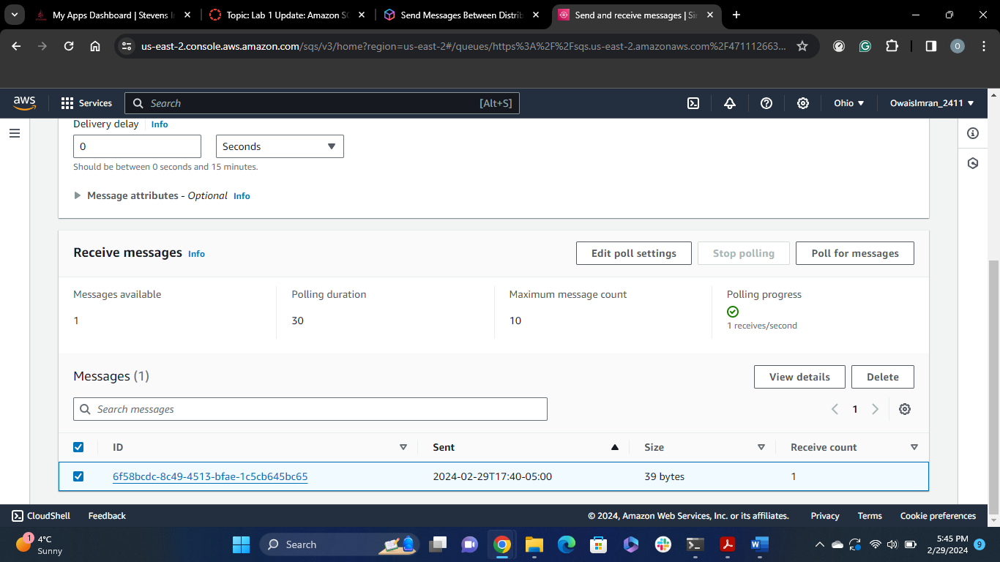 My Apps Dashboard | Stevens In
Topic: Lab 1 Update: Amazon SQ
Send Messages Between Distrib
Send and receive messages | Sim
us-east-2.console.aws.amazon.com/sqs/v3/home?region=us-east-2#/queues/https%3A%2F%2Fsqs.us-east-2.amazonaws.com%2F471112663...
O
aws
Services
Search
[Alt+S]
Ohio
OwaisImran_2411
Delivery delay
Info
0
Seconds
Should be between 0 seconds and 15 minutes.
Message attributes - Optional Info
Receive messages Info
Edit poll settings
Stop polling
Poll for messages
Messages available
1
Polling duration
30
Maximum message count
10
Polling progress
1 receives/second
Messages (1)
View details
Delete
Search messages
1
ID
Sent
Size
Receive count
6f58bcdc-8c49-4513-bfae-1c5cb645bc65
2024-02-29T17:40-05:00
39 bytes
1
CloudShell
Feedback
© 2024, Amazon Web Services, Inc. or its affiliates.
Privacy
Terms
Cookie preferences
1
4°C
Sunny
Search
5:45 PM
2/29/2024
9